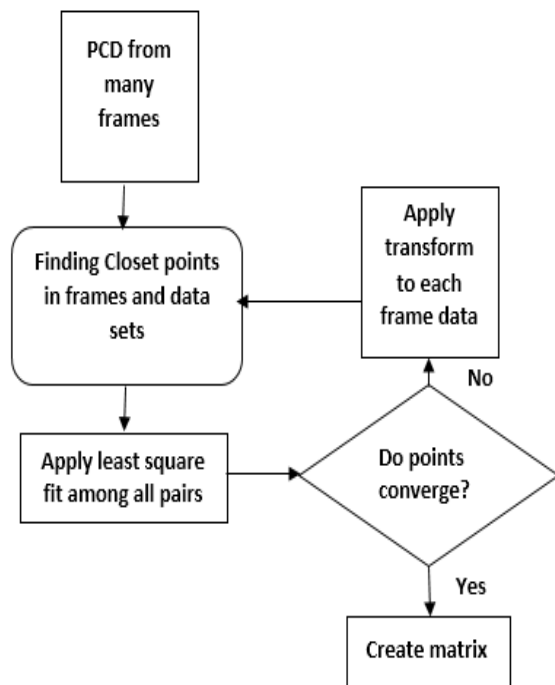 PCD from
many
frames
Finding Closet points
in frames and data
sets
Apply least square
fit among all pairs
Apply
transform
to each
frame data
No
Do points
converge?
Yes
Create matrix